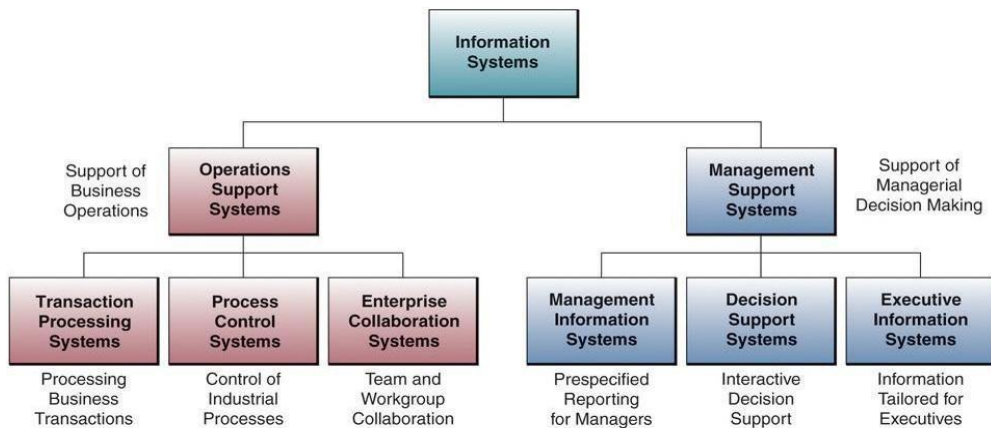 Information
Systems
Support of
Business
Operations
Operations
Support
Systems
Management
Support
Systems
Support of
Managerial
Decision Making
Transaction
Processing
Systems
Process
Control
Systems
Enterprise
Collaboration
Systems
Management
Information
Systems
Decision
Support
Systems
Executive
Information
Systems
Processing
Business
Transactions
Control of
Industrial
Processes
Team and
Workgroup
Collaboration
Prespecified
Reporting
for Managers
Interactive
Decision
Support
Information
Tailored for
Executives